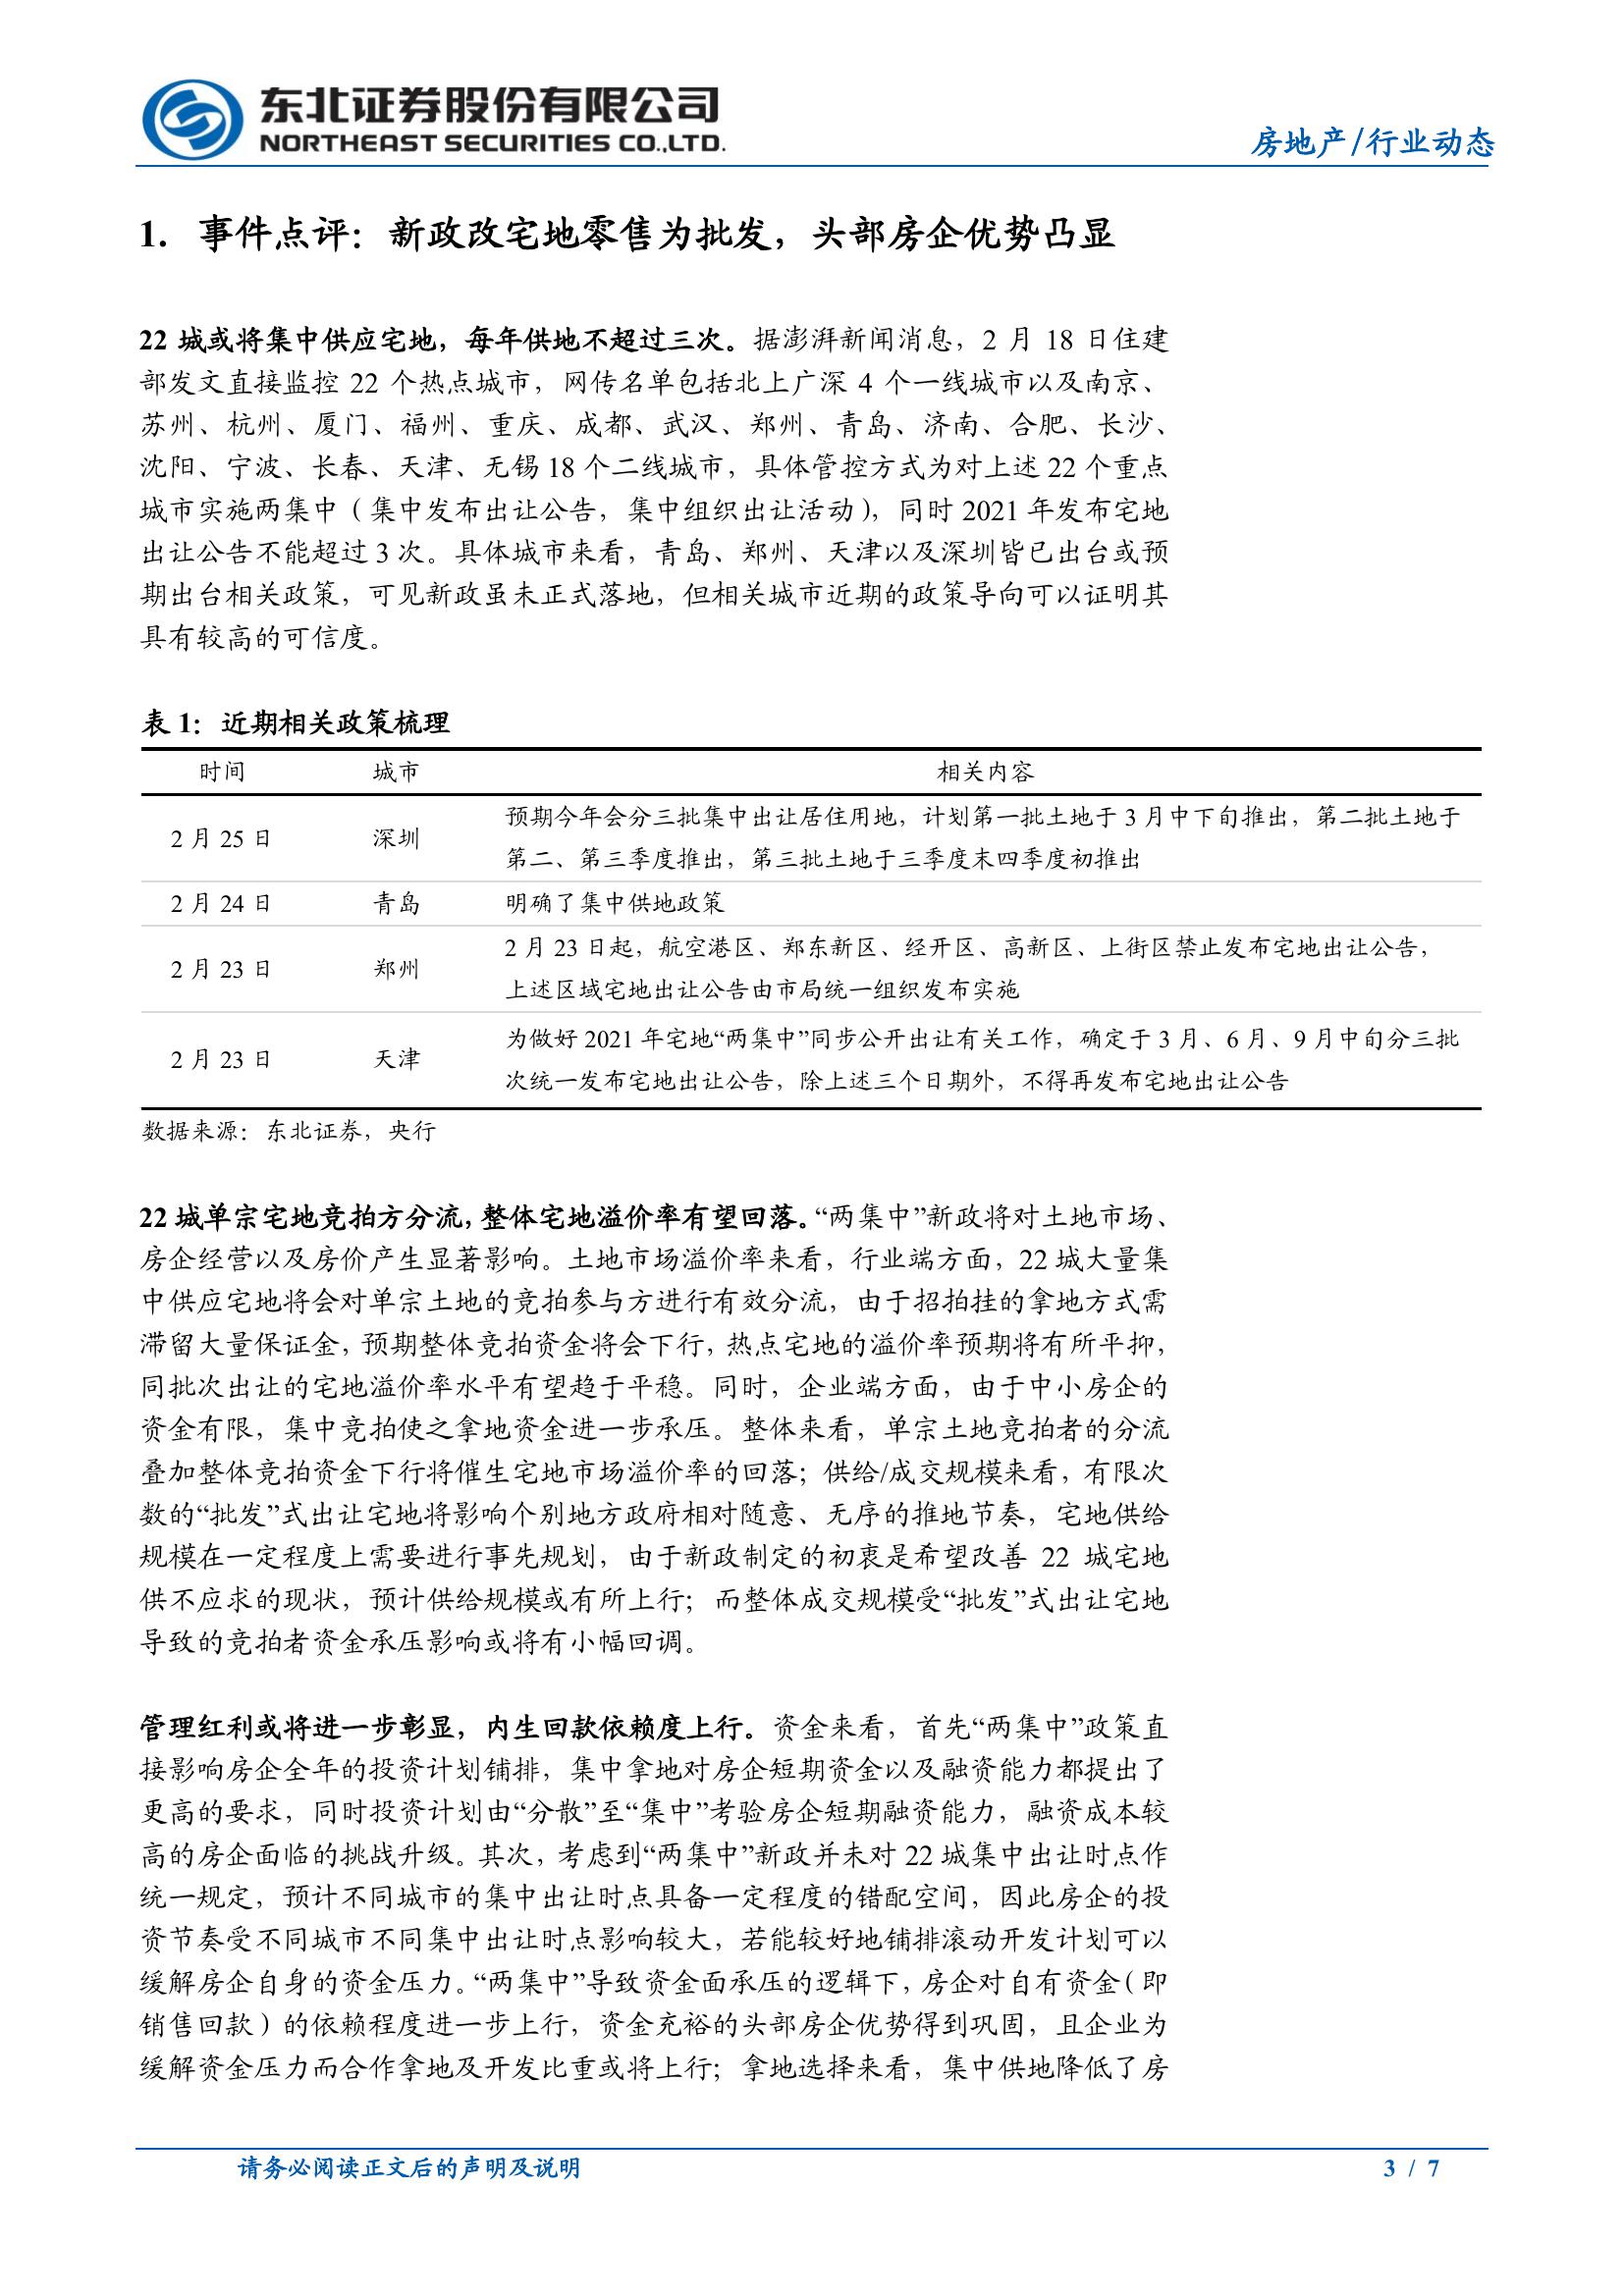 东北证券股份有限公司
NORTHEAST SECURITIES CO.,LTD.
房地产/行业动态
1. 事件点评：新政改宅地零售为批发，头部房企优势凸显
22 城或将集中供应宅地，每年供地不超过三次。据澎湃新闻消息，2 月 18 日住建
部发文直接监控 22 个热点城市，网传名单包括北上广深 4 个一线城市以及南京、
苏州、杭州、厦门、福州、重庆、成都、武汉、郑州、青岛、济南、合肥、长沙、
沈阳、宁波、长春、天津、无锡 18 个二线城市，具体管控方式为对上述 22 个重点
城市实施两集中（集中发布出让公告，集中组织出让活动），同时 2021 年发布宅地
出让公告不能超过 3 次。具体城市来看，青岛、郑州、天津以及深圳皆已出台或预
期出台相关政策，可见新政虽未正式落地，但相关城市近期的政策导向可以证明其
具有较高的可信度。
表 1：近期相关政策梳理
时间 城市 相关内容
2 月 25 日 深圳 预期今年会分三批集中出让居住用地，计划第一批土地于 3 月中下旬推出，第二批土地于
第二、第三季度推出，第三批土地于三季度末四季度初推出
2 月 24 日 青岛 明确了集中供地政策
2 月 23 日 郑州 2 月 23 日起，航空港区、郑东新区、经开区、高新区、上街区禁止发布宅地出让公告，
上述区域宅地出让公告由市局统一组织发布实施
2 月 23 日 天津 为做好 2021 年宅地“两集中”同步公开出让有关工作，确定于 3 月、6 月、9 月中旬分三批
次统一发布宅地出让公告，除上述三个日期外，不得再发布宅地出让公告
数据来源：东北证券，央行
22 城单宗宅地竞拍方分流，整体宅地溢价率有望回落。“两集中”新政将对土地市场、
房企经营以及房价产生显著影响。土地市场溢价率来看，行业端方面，22 城大量集
中供应宅地将会对单宗土地的竞拍参与方进行有效分流，由于招拍挂的拿地方式需
滞留大量保证金，预期整体竞拍资金将会下行，热点宅地的溢价率预期将有所平抑，
同批次出让的宅地溢价率水平有望趋于平稳。同时，企业端方面，由于中小房企的
资金有限，集中竞拍使之拿地资金进一步承压。整体来看，单宗土地竞拍者的分流
叠加整体竞拍资金下行将催生宅地市场溢价率的回落；供给/成交规模来看，有限次
数的“批发”式出让宅地将影响个别地方政府相对随意、无序的推地节奏，宅地供给
规模在一定程度上需要进行事先规划，由于新政制定的初衷是希望改善 22 城宅地
供不应求的现状，预计供给规模或有所上行；而整体成交规模受“批发”式出让宅地
导致的竞拍者资金承压影响或将有小幅回调。
管理红利或将进一步彰显，内生回款依赖度上行。资金来看，首先“两集中”政策直
接影响房企全年的投资计划铺排，集中拿地对房企短期资金以及融资能力都提出了
更高的要求，同时投资计划由“分散”至“集中”考验房企短期融资能力，融资成本较
高的房企面临的挑战升级。其次，考虑到“两集中”新政并未对 22 城集中出让时点作
统一规定，预计不同城市的集中出让时点具备一定程度的错配空间，因此房企的投
资节奏受不同城市不同集中出让时点影响较大，若能较好地铺排滚动开发计划可以
缓解房企自身的资金压力。“两集中”导致资金面承压的逻辑下，房企对自有资金（即
销售回款）的依赖程度进一步上行，资金充裕的头部房企优势得到巩固，且企业为
缓解资金压力而合作拿地及开发比重或将上行；拿地选择来看，集中供地降低了房
请务必阅读正文后的声明及说明 3 / 7